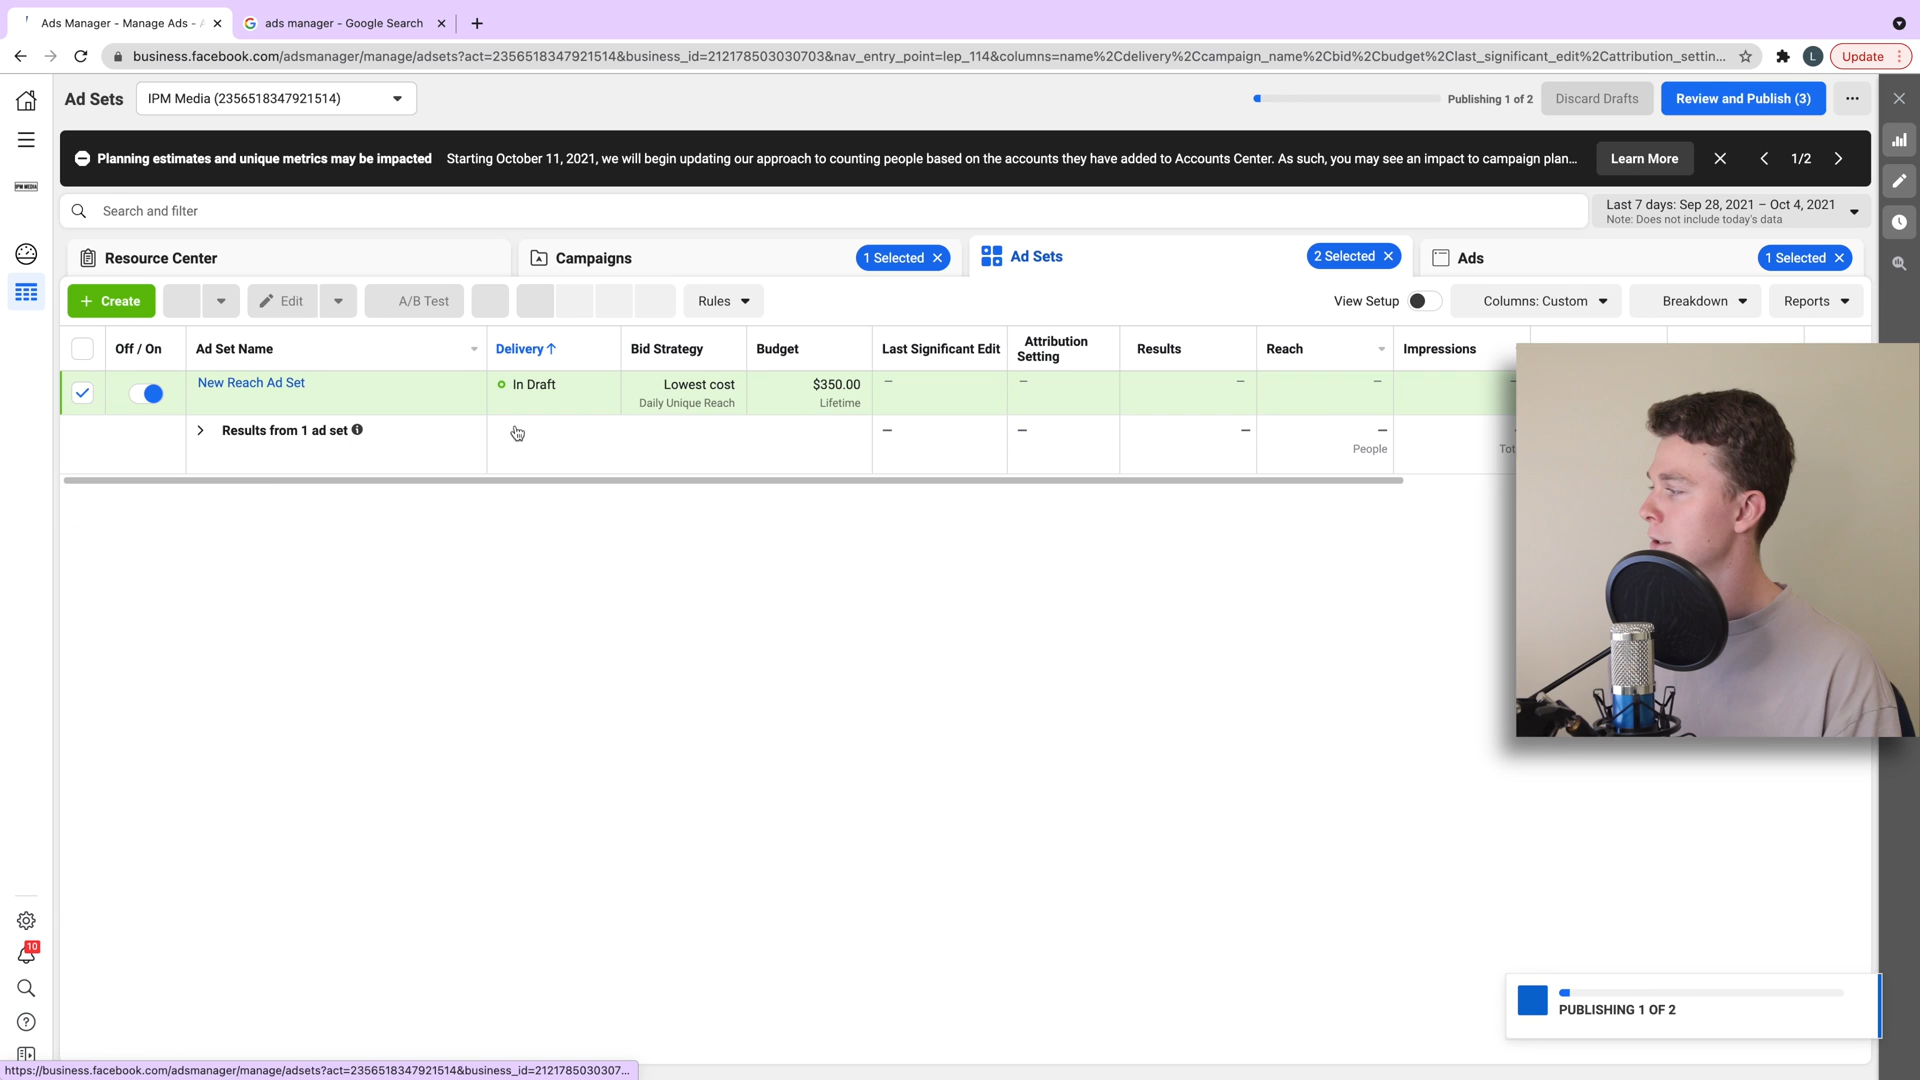 Ads Manager - Manage Ads - A
ads manager - Google Search
business.facebook.com/adsmanager/manage/adsets?act=2356518347921514&business_id=212178503030703&nav_entry_point=lep_114&columns=name%2Cdelivery%2Ccampaign_name%2Cbid%2Cbudget%2Clast_significant_edit%2Cattribution_settin...
L
Update
Ad Sets
IPM Media (2356518347921514)
Publishing 1 of 2
Discard Drafts
Review and Publish (3)
Planning estimates and unique metrics may be impacted Starting October 11, 2021, we will begin updating our approach to counting people based on the accounts they have added to Accounts Center. As such, you may see an impact to campaign plan...
Learn More
1/2
IPM MEDIA
Search and filter
Last 7 days: Sep 28, 2021 – Oct 4, 2021
Note: Does not include today's data
Resource Center
Campaigns
1 Selected
Ad Sets
2 Selected
Ads
1 Selected
+ Create
Edit
A/B Test
Rules
View Setup
Columns: Custom
Breakdown
Reports
Off / On
Ad Set Name
Delivery ↑
Bid Strategy
Budget
Last Significant Edit
Attribution Setting
Results
Reach
Impressions
New Reach Ad Set
In Draft
Lowest cost
Daily Unique Reach
$350.00
Lifetime
–
–
–
–
Results from 1 ad set
–
–
–
–
People
Tot
10
PUBLISHING 1 OF 2
https://business.facebook.com/adsmanager/manage/adsets?act=2356518347921514&business_id=2121785030307...